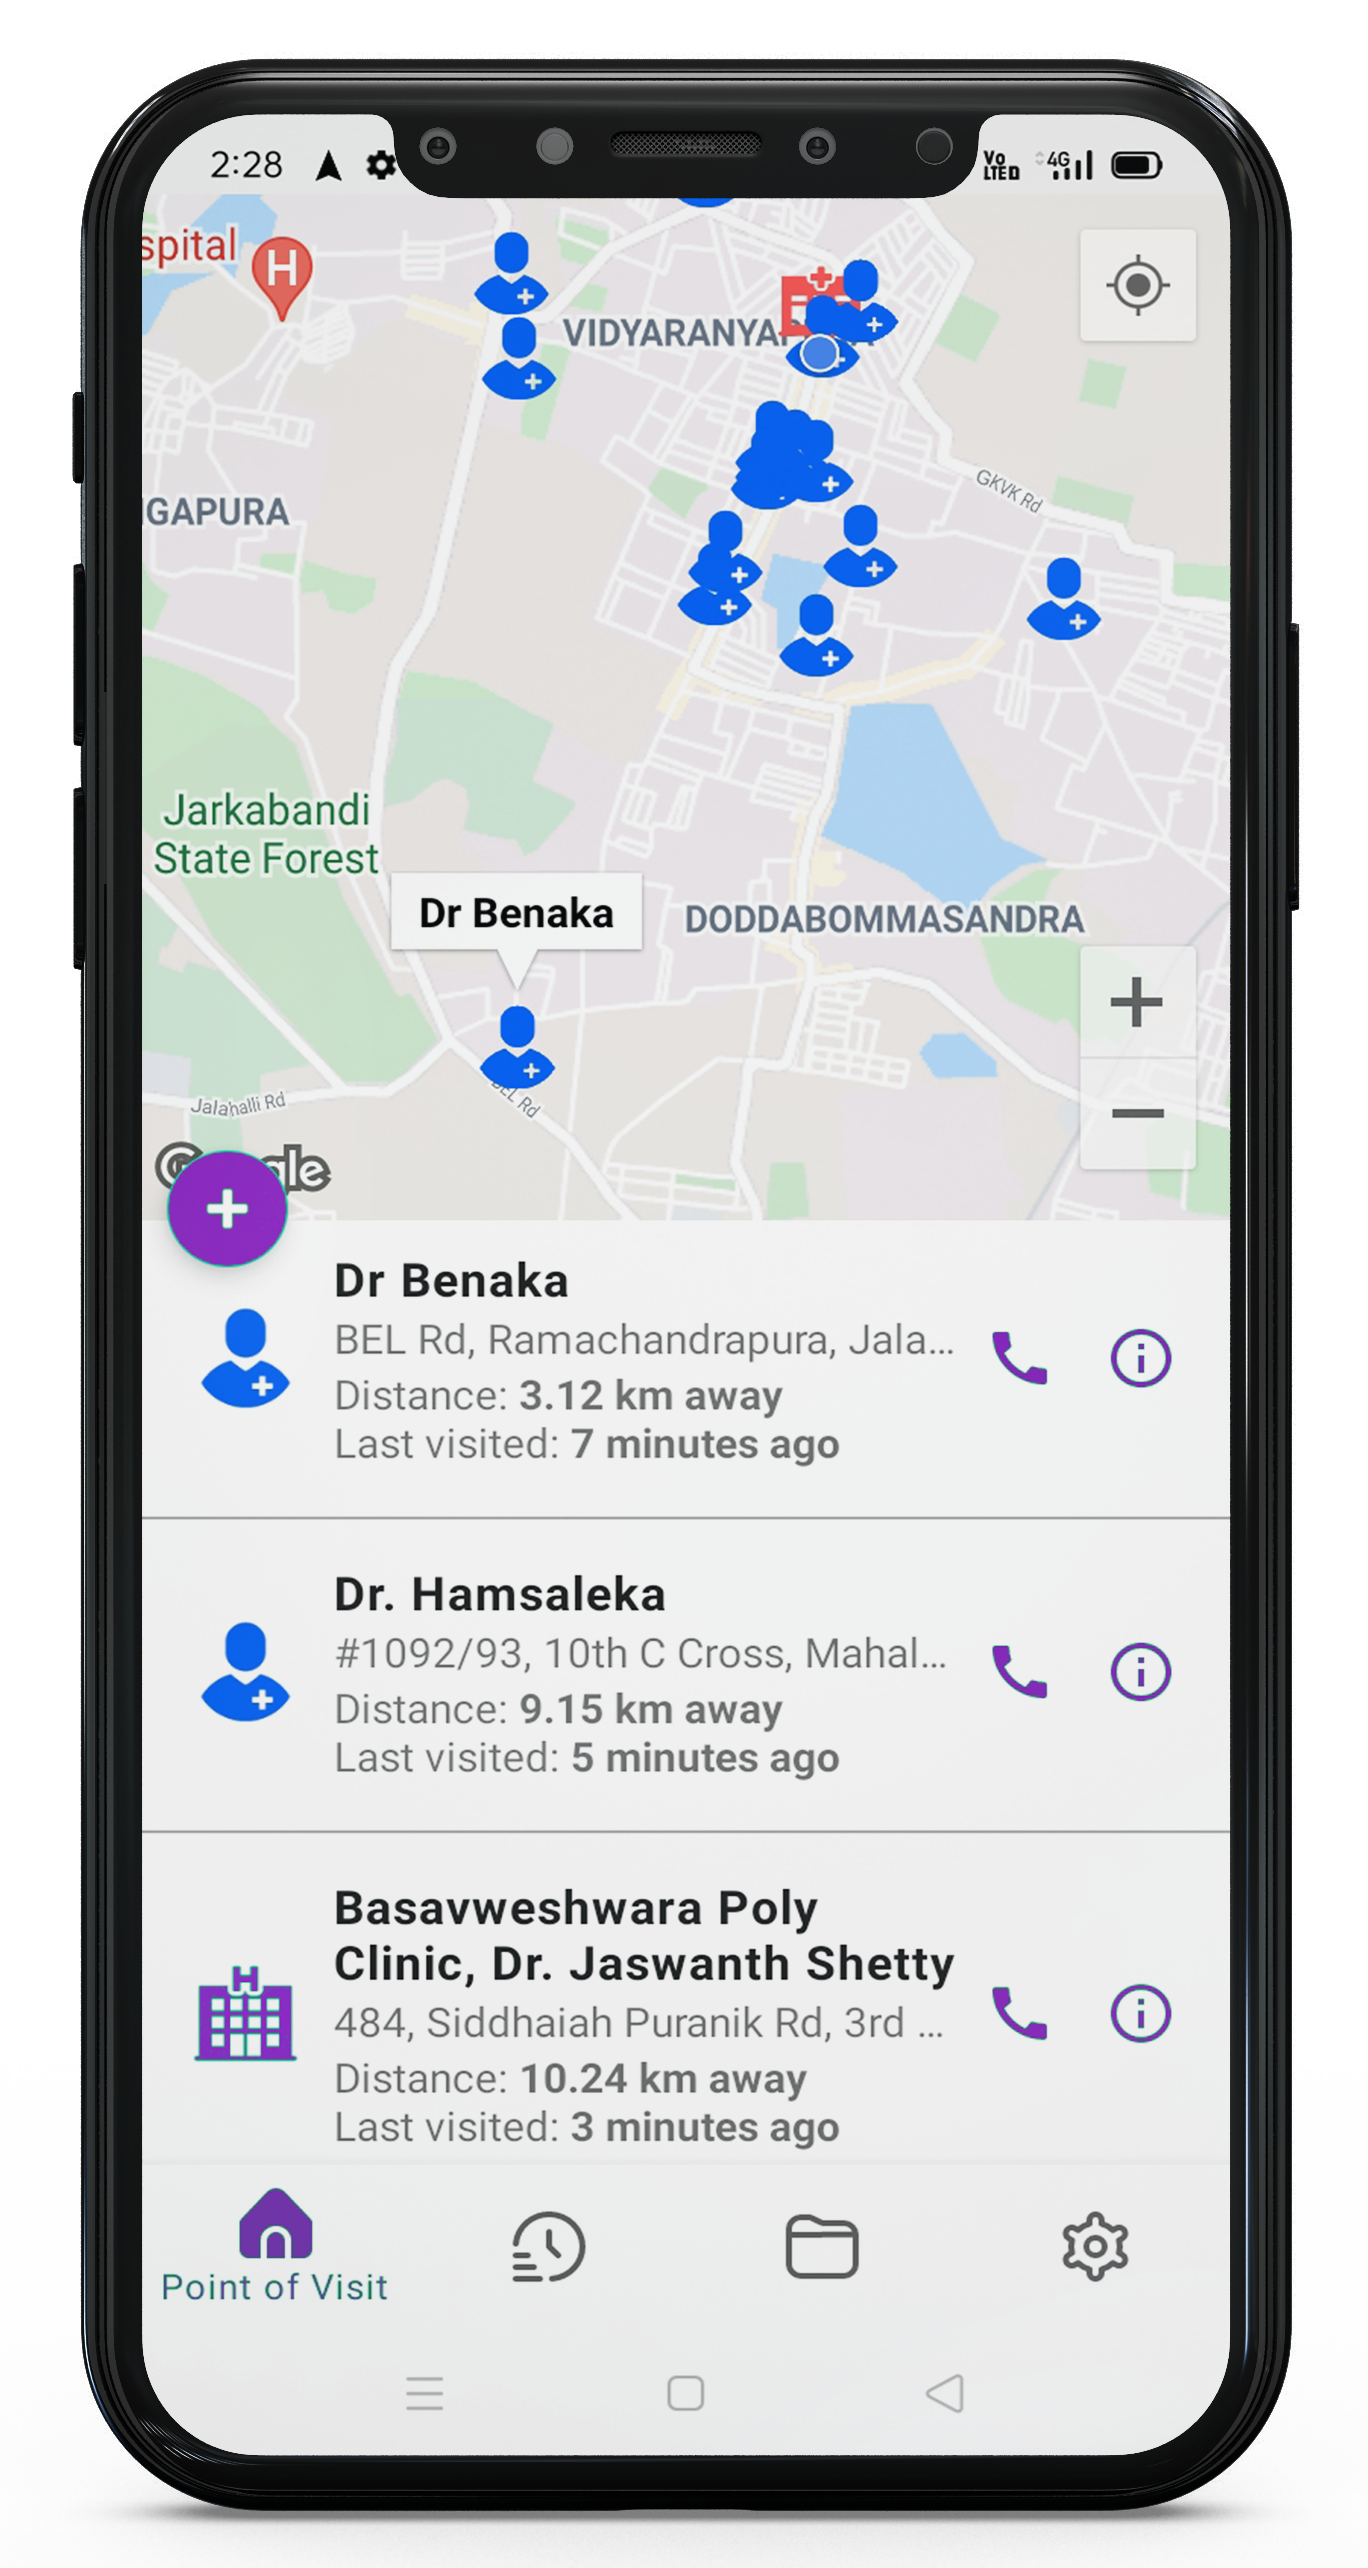 2:28
Vo
LTE
4G
spital
H
VIDYARANYAP
GKVK Rd
IGAPURA
Jarkabandi
State Forest
Dr Benaka
DODDABOMMASANDRA
BEL Rd
Jalahalli Rd
Dr Benaka
BEL Rd, Ramachandrapura, Jala...
Distance: 3.12 km away
Last visited: 7 minutes ago
Dr. Hamsaleka
#1092/93, 10th C Cross, Mahal...
Distance: 9.15 km away
Last visited: 5 minutes ago
H
Basavweshwara Poly
Clinic, Dr. Jaswanth Shetty
484, Siddhaiah Puranik Rd, 3rd ...
Distance: 10.24 km away
Last visited: 3 minutes ago
Point of Visit